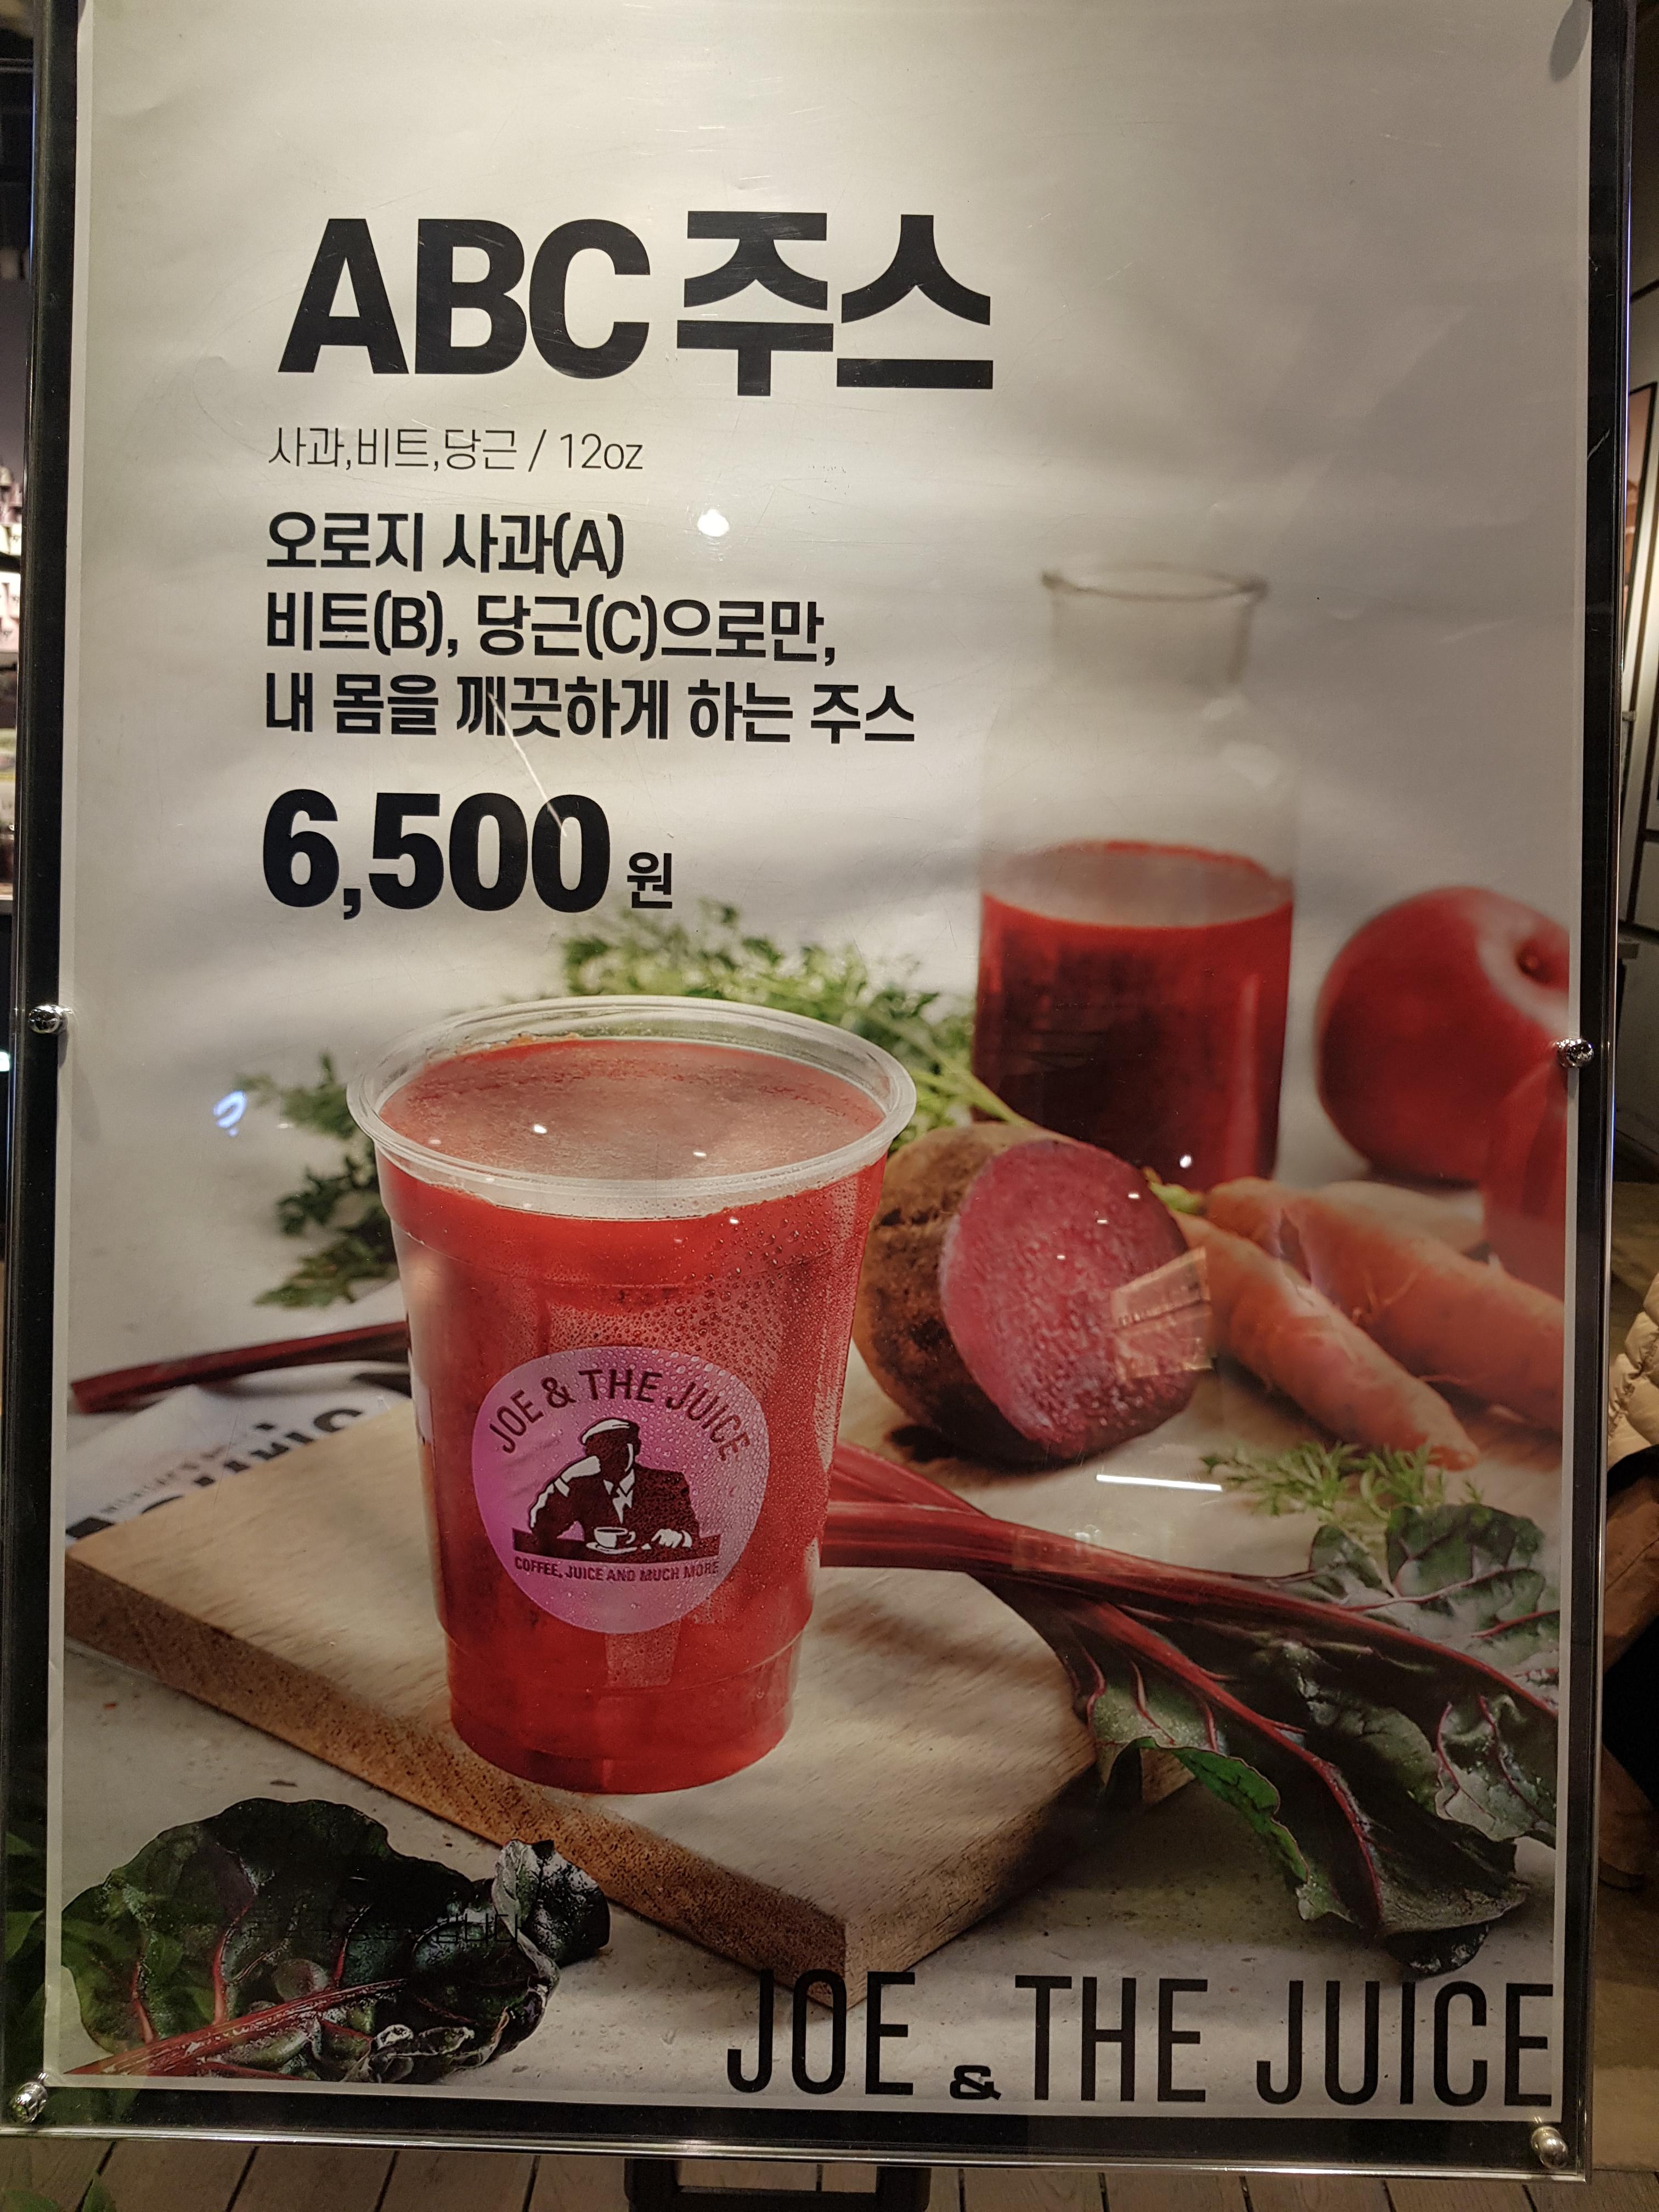 ABC 주스
사과,비트,당근 / 12oz
오로지 사과(A)
비트(B), 당근(C)으로만,
내 몸을 깨끗하게 하는 주스
6,500 원
JOE & THE JUICE
COFFEE, JUICE AND MUCH MORE
JOE & THE JUICE